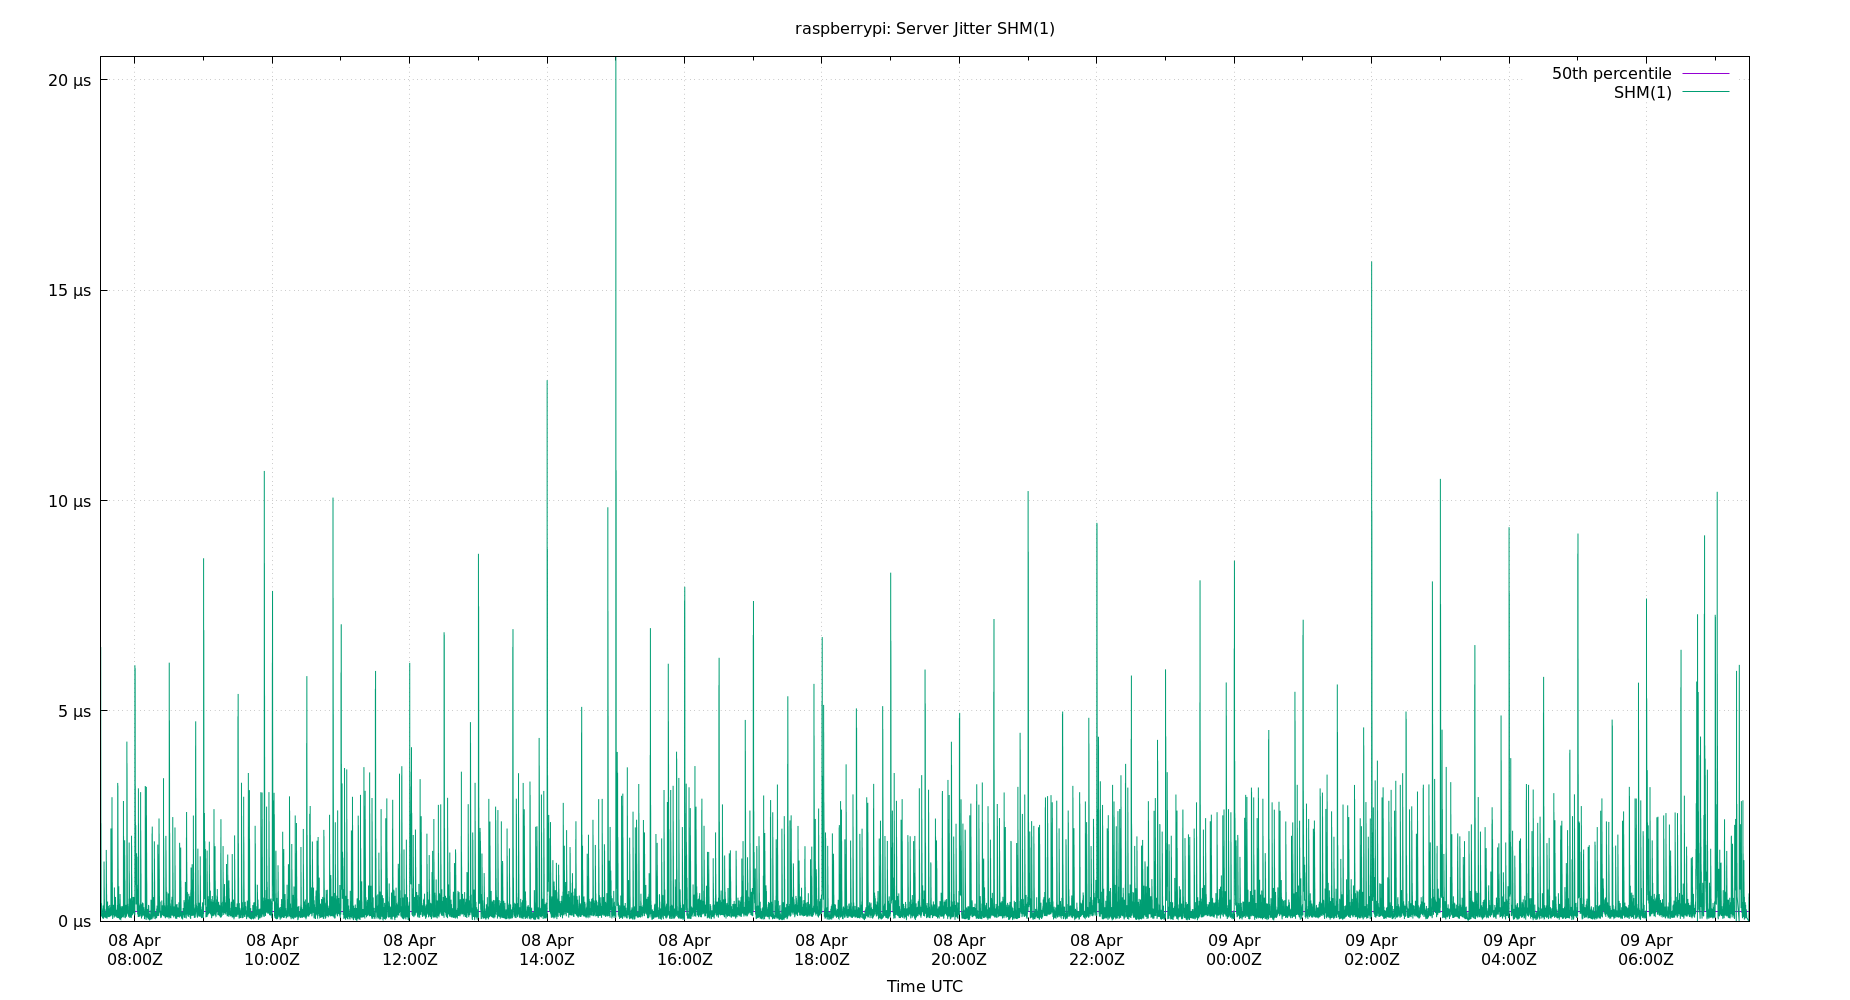 raspberrypi: Server Jitter SHM(1)
50th percentile
SHM(1)
20 µs
15 µs
10 µs
5 µs
0 µs
08 Apr 08 Apr 08 Apr 08 Apr 08 Apr 08 Apr 08 Apr 08 Apr 09 Apr 09 Apr 09 Apr 09 Apr
08:00Z 10:00Z 12:00Z 14:00Z 16:00Z 18:00Z 20:00Z 22:00Z 00:00Z 02:00Z 04:00Z 06:00Z
Time UTC